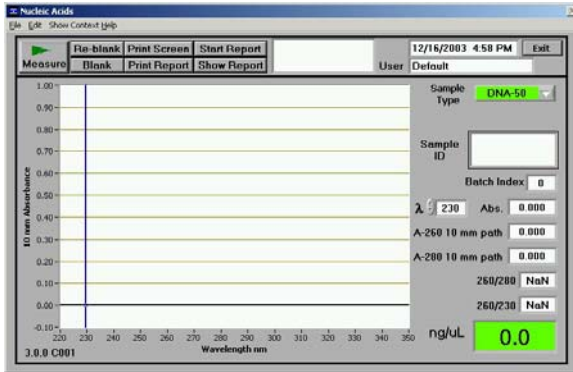 Nucleic Acids
File Edit Show Context Help
Measure Re-blank Print Screen Start Report 12/16/2003 4:58 PM Exit
Blank Print Report Show Report User Default
Sample Type DNA-50
Sample ID
Batch Index 0
λ 230 Abs. 0.000
A-260 10 mm path 0.000
A-280 10 mm path 0.000
260/280 NaN
260/230 NaN
ng/uL 0.0
10 mm Absorbance
1.00
0.90
0.80
0.70
0.60
0.50
0.40
0.30
0.20
0.10
0.00
-0.10
220 230 240 250 260 270 280 290 300 310 320 330 340 350
Wavelength nm
3.0.0 C001